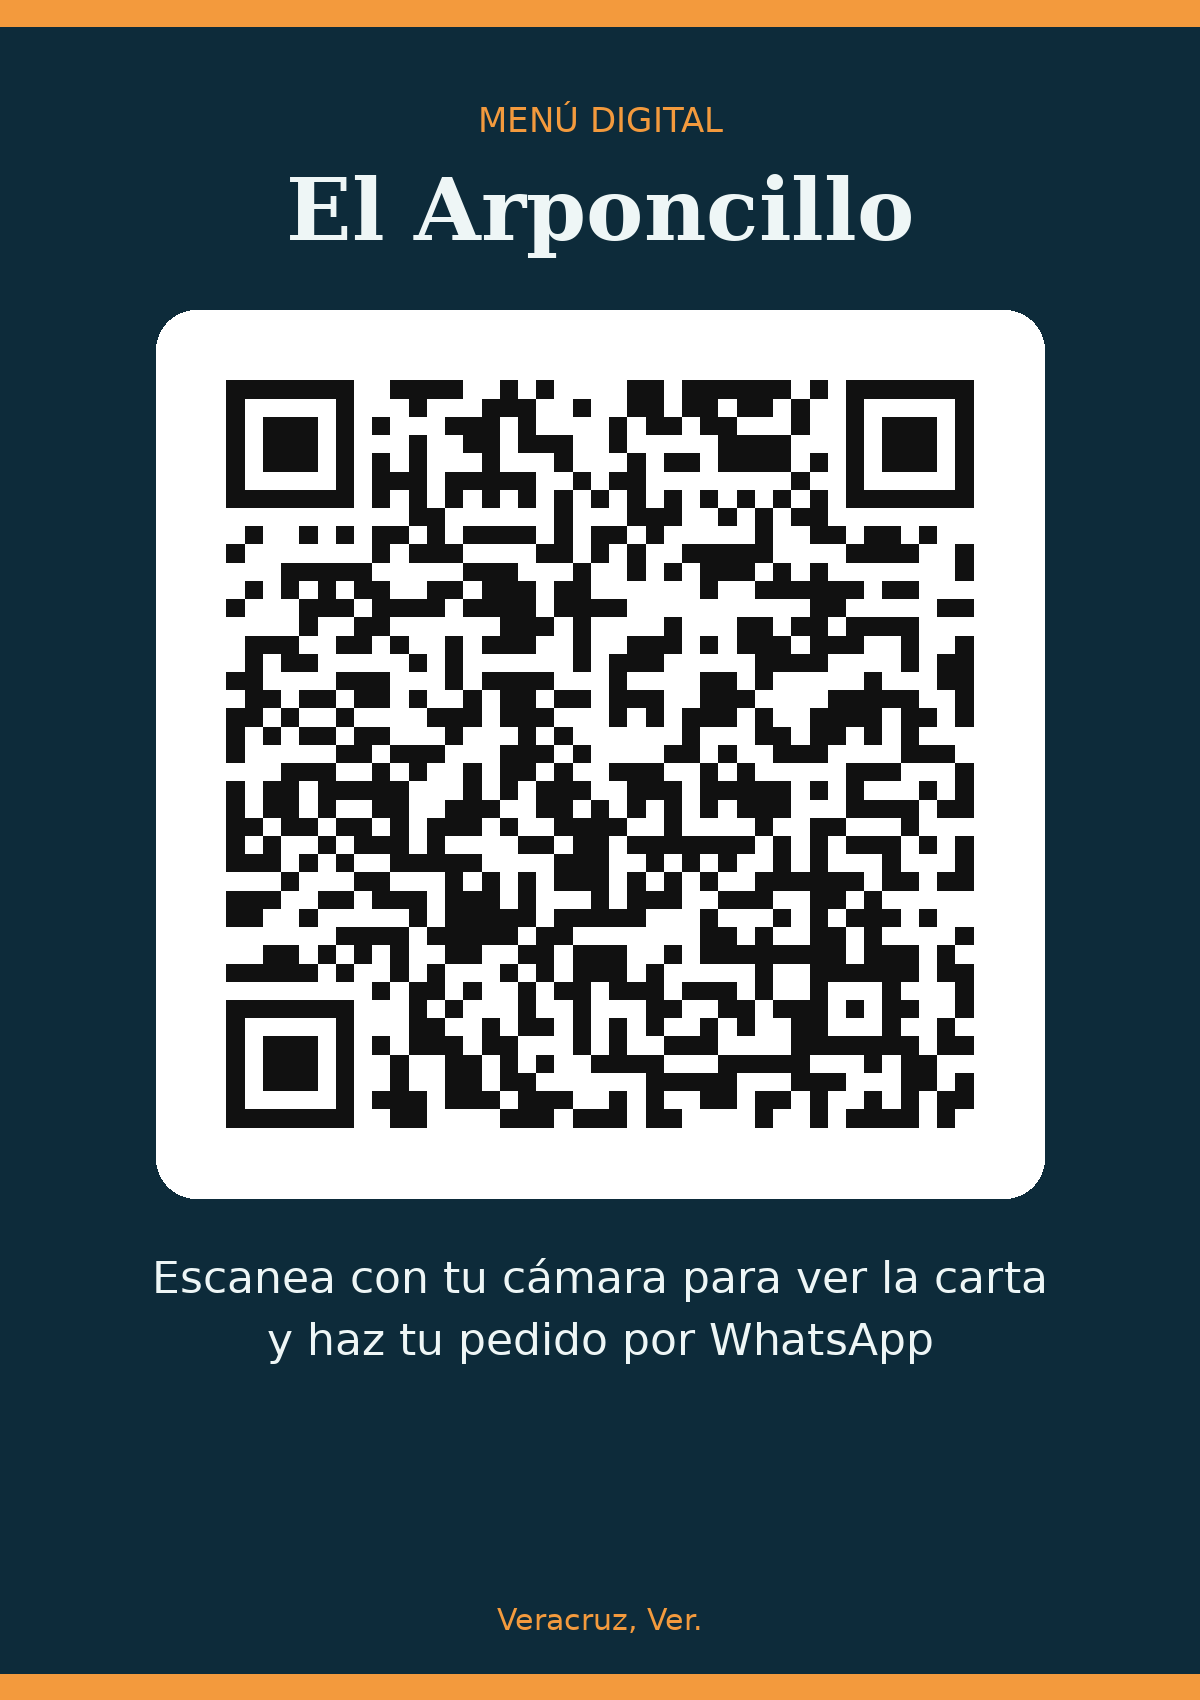 MENÚ DIGITAL
El Arponcillo
Escanea con tu cámara para ver la carta
y haz tu pedido por WhatsApp
Veracruz, Ver.